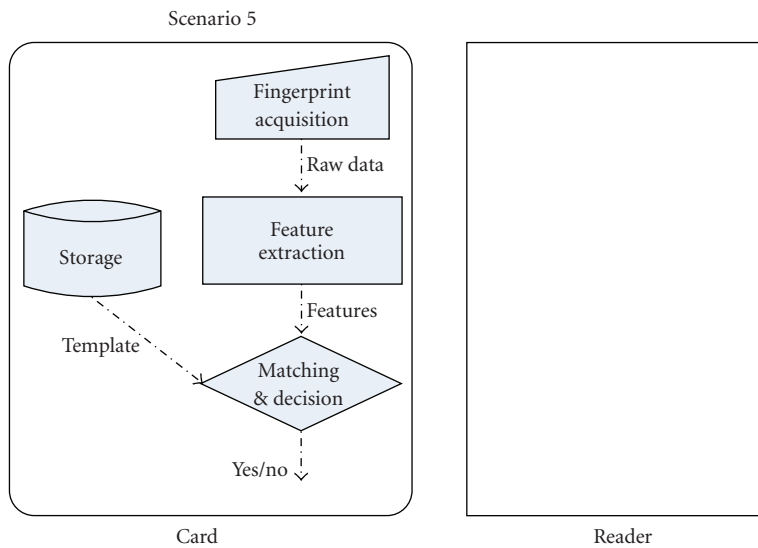 Scenario 5
Fingerprint
acquisition
Raw data
Feature
extraction
Storage
Features
Template
Matching
& decision
Yes/no
Card
Reader